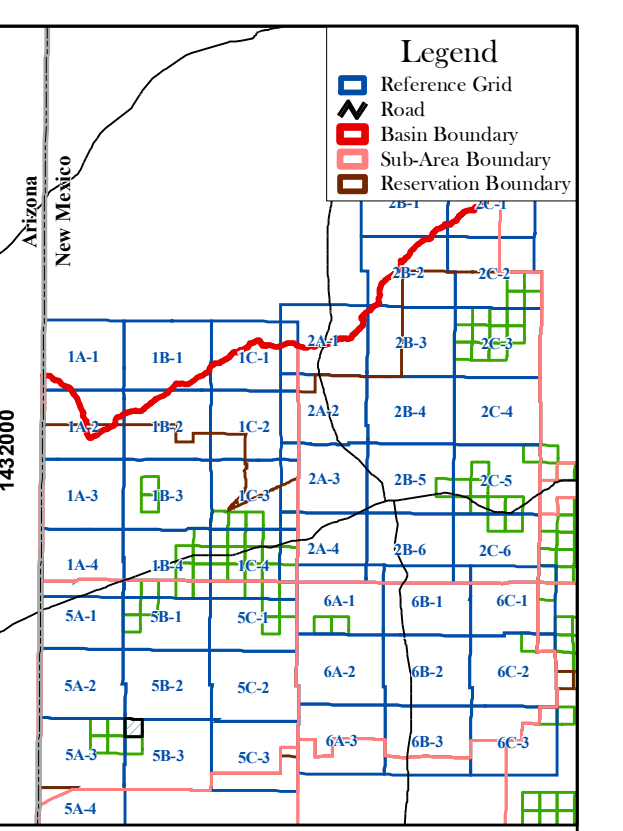 Legend
Reference Grid
Road
Basin Boundary
Sub-Area Boundary
Reservation Boundary
Arizona
New Mexico
1432000
2B-1
2C-1
2B-2
2C-2
2A-1
2B-3
2C-3
1A-1
1B-1
1C-1
2A-2
2B-4
2C-4
1A-2
1B-2
1C-2
2A-3
2B-5
2C-5
1A-3
1B-3
1C-3
2A-4
2B-6
2C-6
1A-4
1B-4
1C-4
6A-1
6B-1
6C-1
5A-1
5B-1
5C-1
6A-2
6B-2
6C-2
5A-2
5B-2
5C-2
6A-3
6B-3
6C-3
5A-3
5B-3
5C-3
5A-4